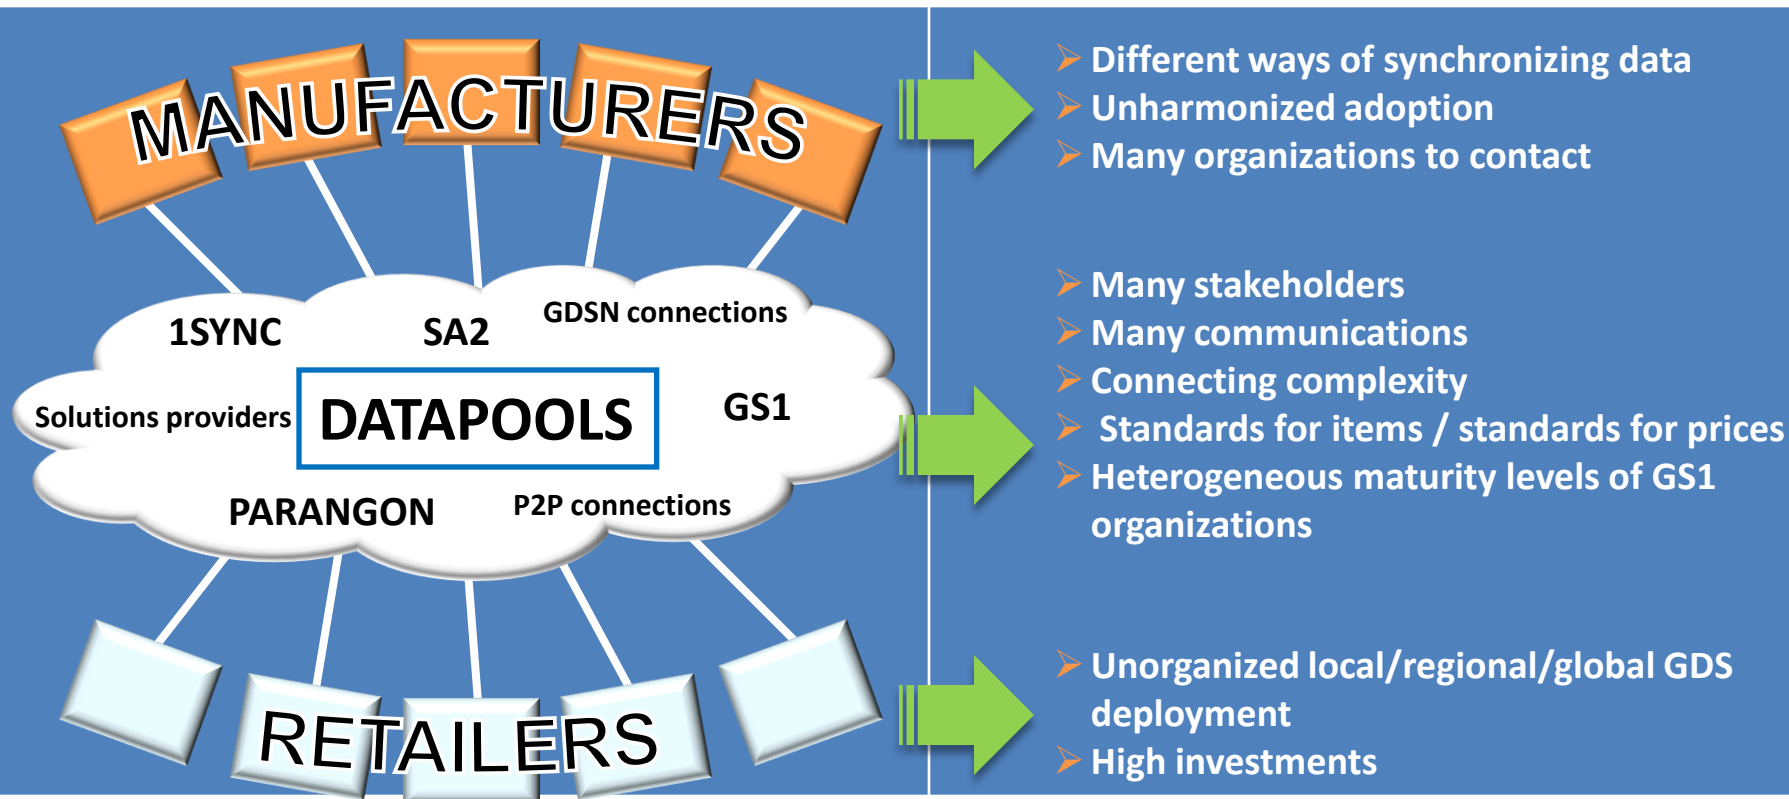 MANUFACTURERS
1SYNC
SA2
GDSN connections
Solutions providers
DATAPOOLS
GS1
PARANGON
P2P connections
RETAILERS
Different ways of synchronizing data
Unharmonized adoption
Many organizations to contact
Many stakeholders
Many communications
Connecting complexity
Standards for items / standards for prices
Heterogeneous maturity levels of GS1
organizations
Unorganized local/regional/global GDS
deployment
High investments